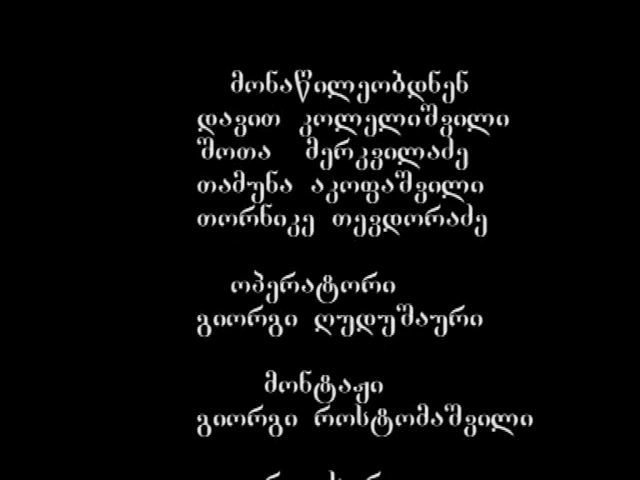 მონაწილეობდნენ
დავით კოლელიშვილი
შოთა მერკვილაძე
თამუნა აკოფაშვილი
თორნიკე თევდორაძე
ოპერატორი
გიორგი ღუდუშაური
მონტაჟი
გიორგი როსტომაშვილი